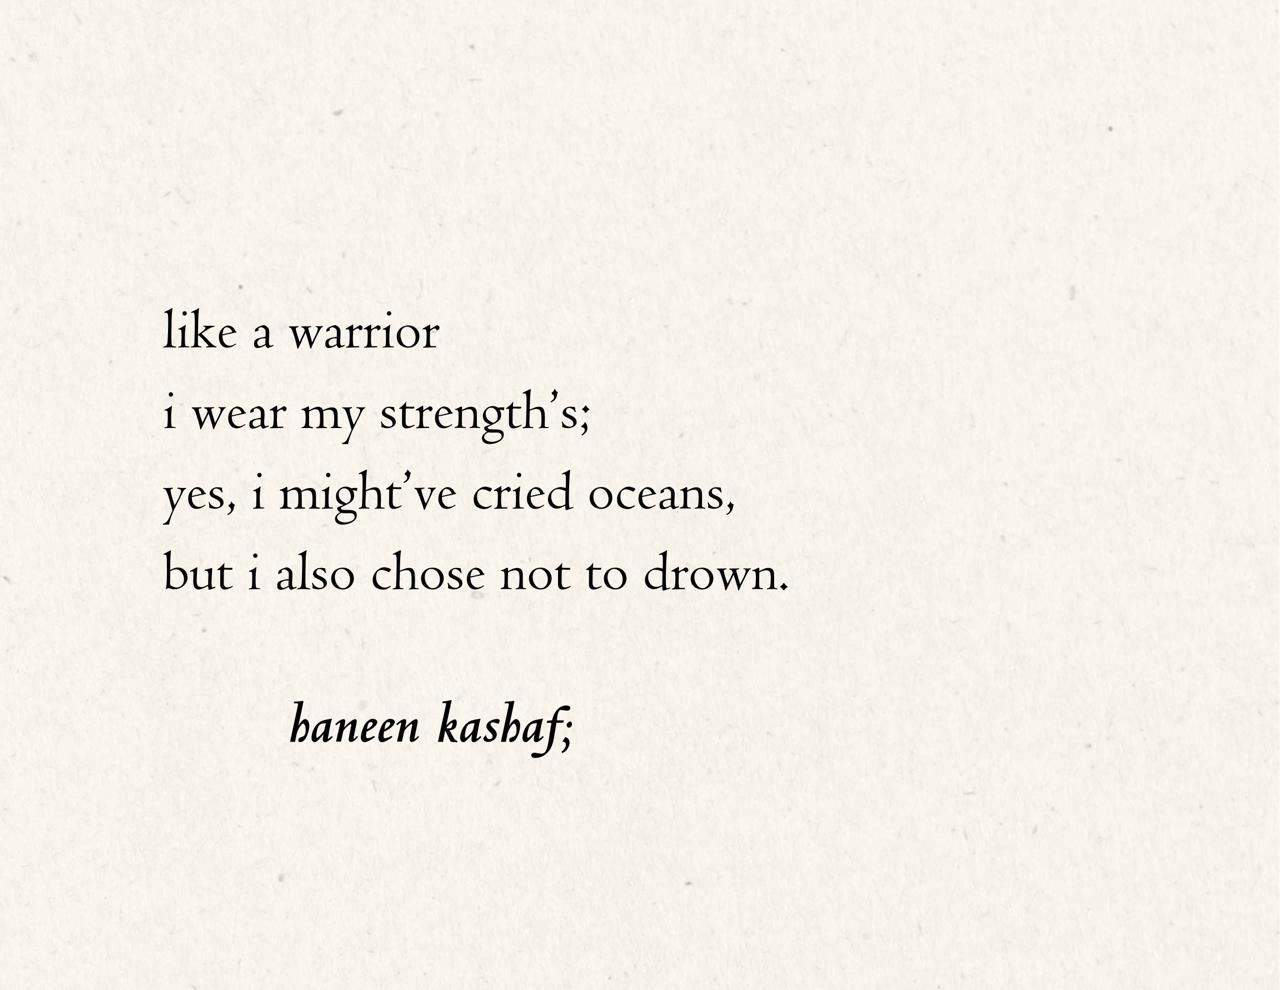 like a warrior
i wear my strength’s;
yes, i might’ve cried oceans,
but i also chose not to drown.
haneen kashaf;